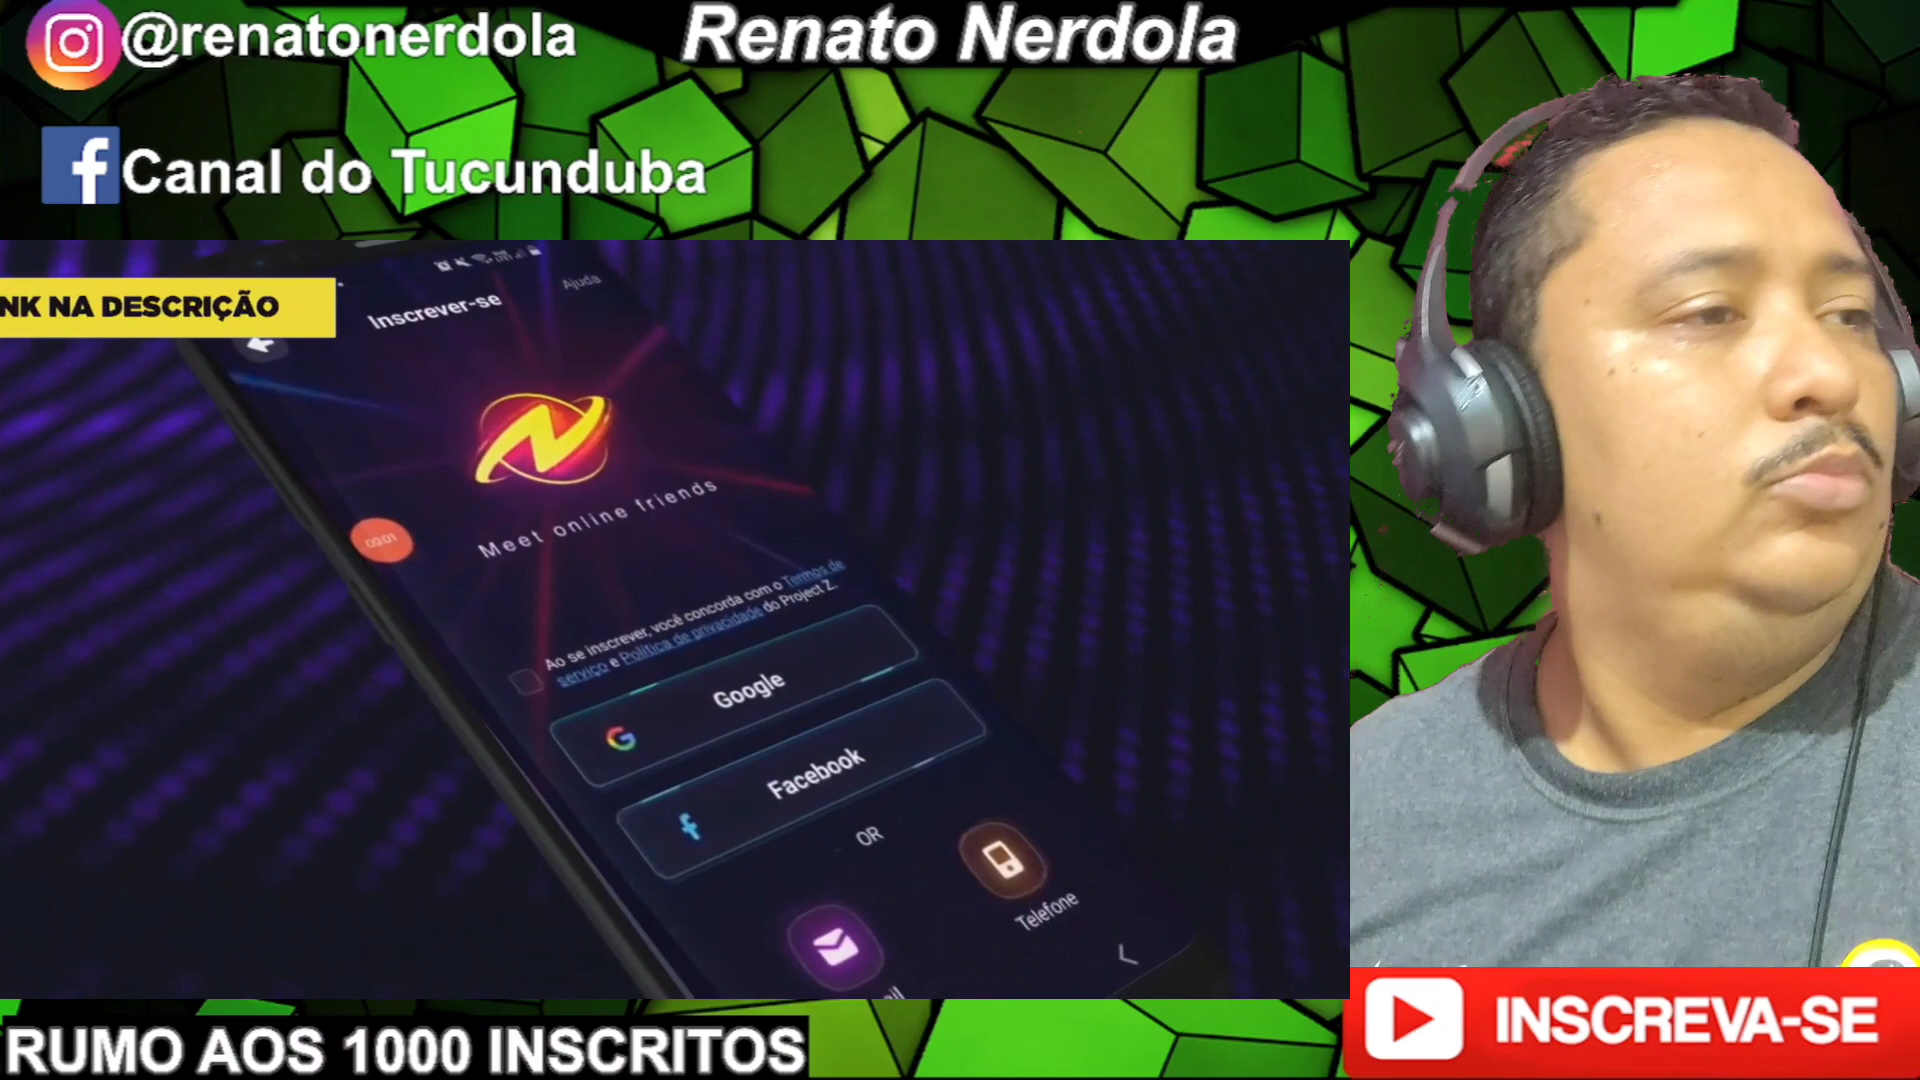 @renatonerdola
Renato Nerdola
Canal do Tucunduba
NK NA DESCRIÇÃO
Inscrever-se
Ajuda
Meet online friends
00:01
Ao se inscrever, você concorda com o Termos de
serviço e Política de privacidade do Project Z.
Google
Facebook
OR
Telefone
RUMO AOS 1000 INSCRITOS
INSCREVA-SE